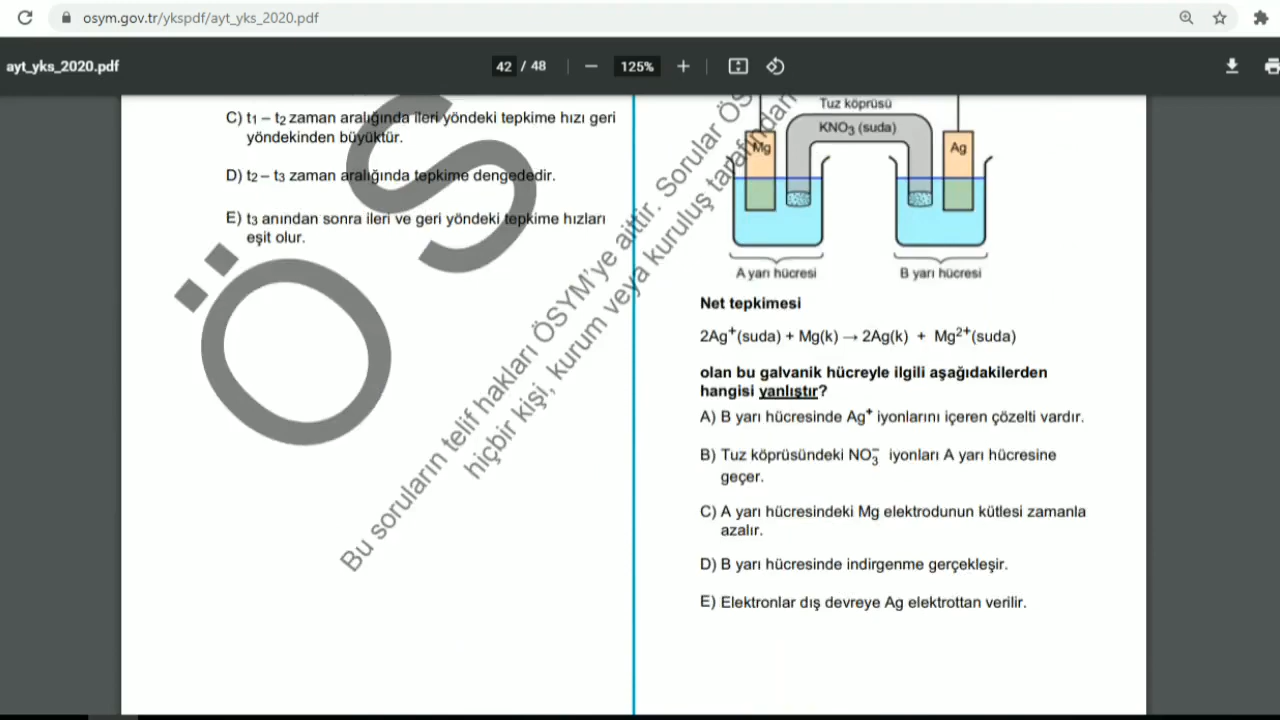 osym.gov.tr/yksPdf/ayt_yks_2020.pdf
ayt_yks_2020.pdf
42 / 48
125%
C) t1 – t2 zaman aralığında ileri yöndeki tepkime hızı geri
yöndekinden büyüktür.
D) t2 – t3 zaman aralığında tepkime dengededir.
E) t3 anından sonra ileri ve geri yöndeki tepkime hızları
eşit olur.
ÖS
Bu soruların telif hakları ÖSYM'ye aittir. Sorular ÖS
hiçbir kişi, kurum veya kuruluş tarafından
Tuz köprüsü
KNO₃ (suda)
Mg
Ag
A yarı hücresi
B yarı hücresi
Net tepkimesi
2Ag⁺(suda) + Mg(k) → 2Ag(k) + Mg²⁺(suda)
olan bu galvanik hücreyle ilgili aşağıdakilerden
hangisi yanlıştır?
A) B yarı hücresinde Ag⁺ iyonlarını içeren çözelti vardır.
B) Tuz köprüsündeki NO₃⁻ iyonları A yarı hücresine
geçer.
C) A yarı hücresindeki Mg elektrodunun kütlesi zamanla
azalır.
D) B yarı hücresinde indirgenme gerçekleşir.
E) Elektronlar dış devreye Ag elektrottan verilir.